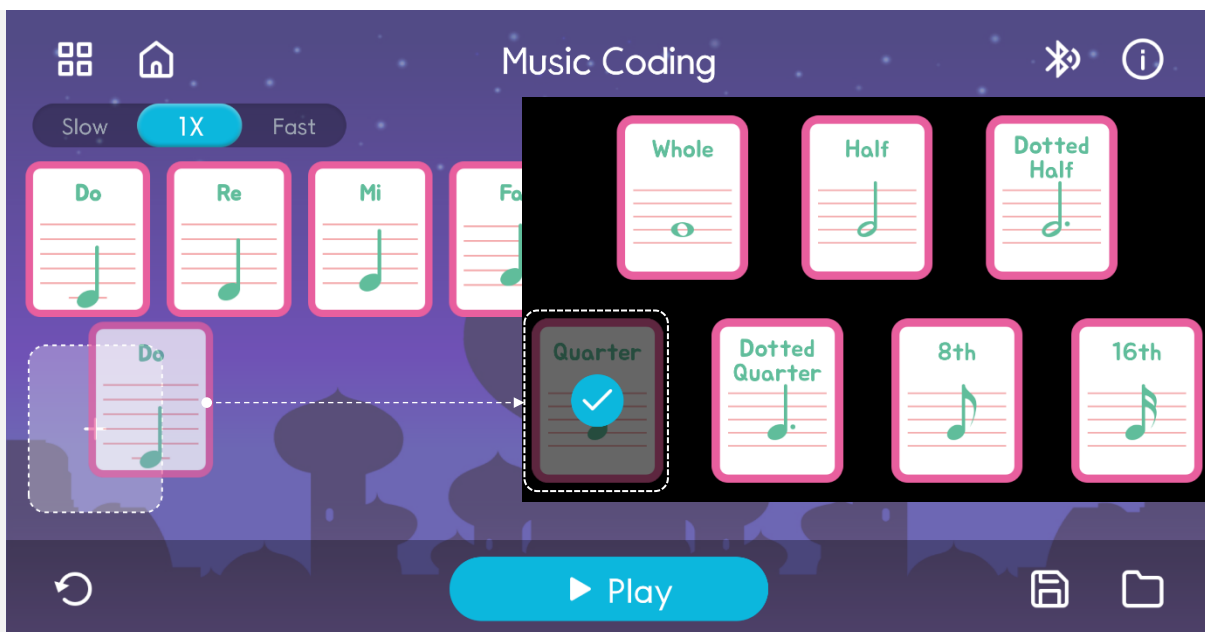 Music Coding
Slow 1X Fast
Whole Half Dotted
Half
Do Re Mi Fa
Do Quarter Dotted
Quarter 8th 16th
Play